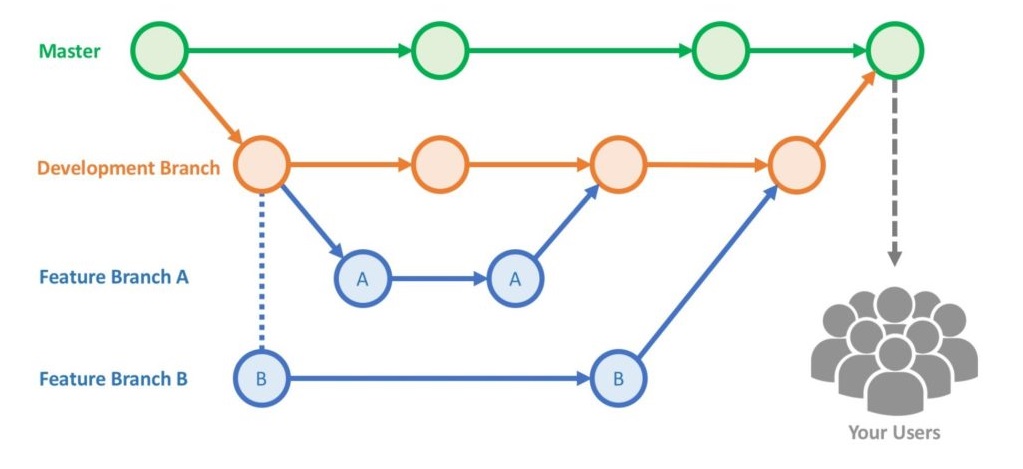 Master
Development Branch
Feature Branch A
A
A
Feature Branch B
B
B
Your Users